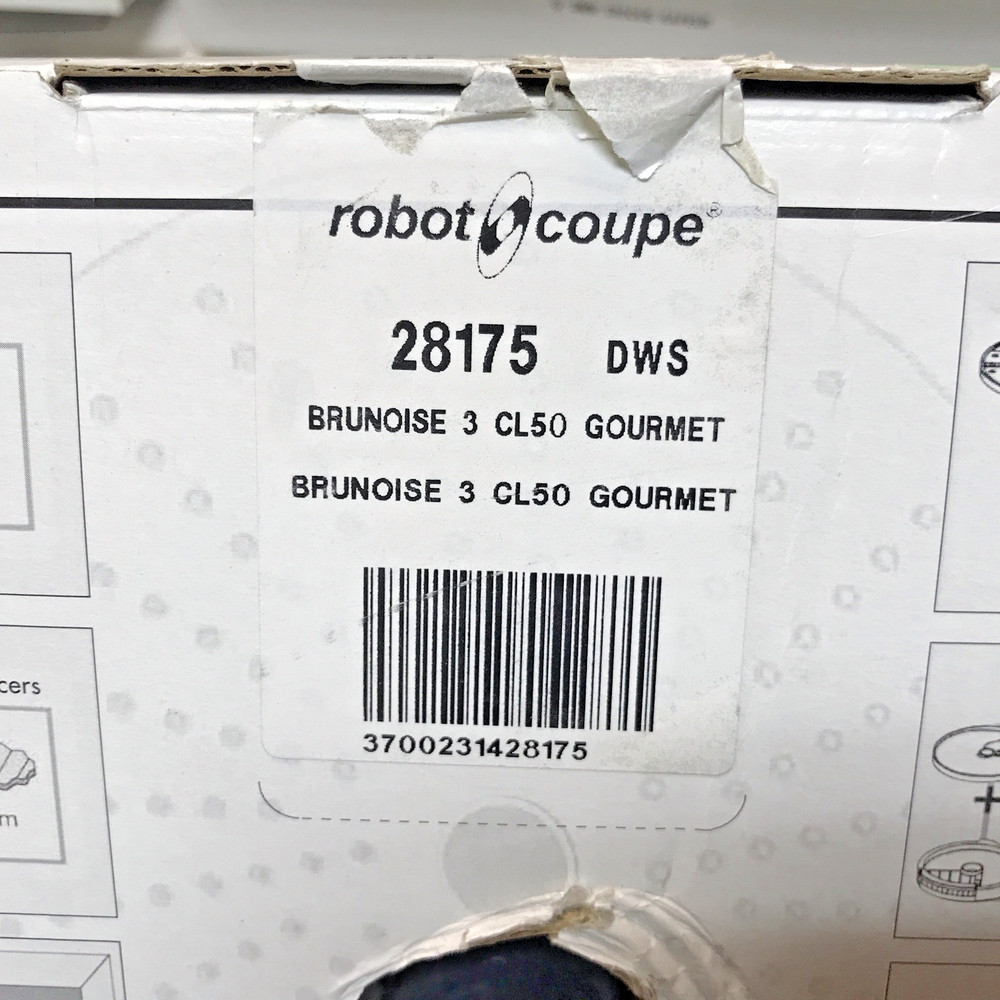 robot coupe®
28175 DWS
BRUNOISE 3 CL50 GOURMET
BRUNOISE 3 CL50 GOURMET
3700231428175
cers
m
+